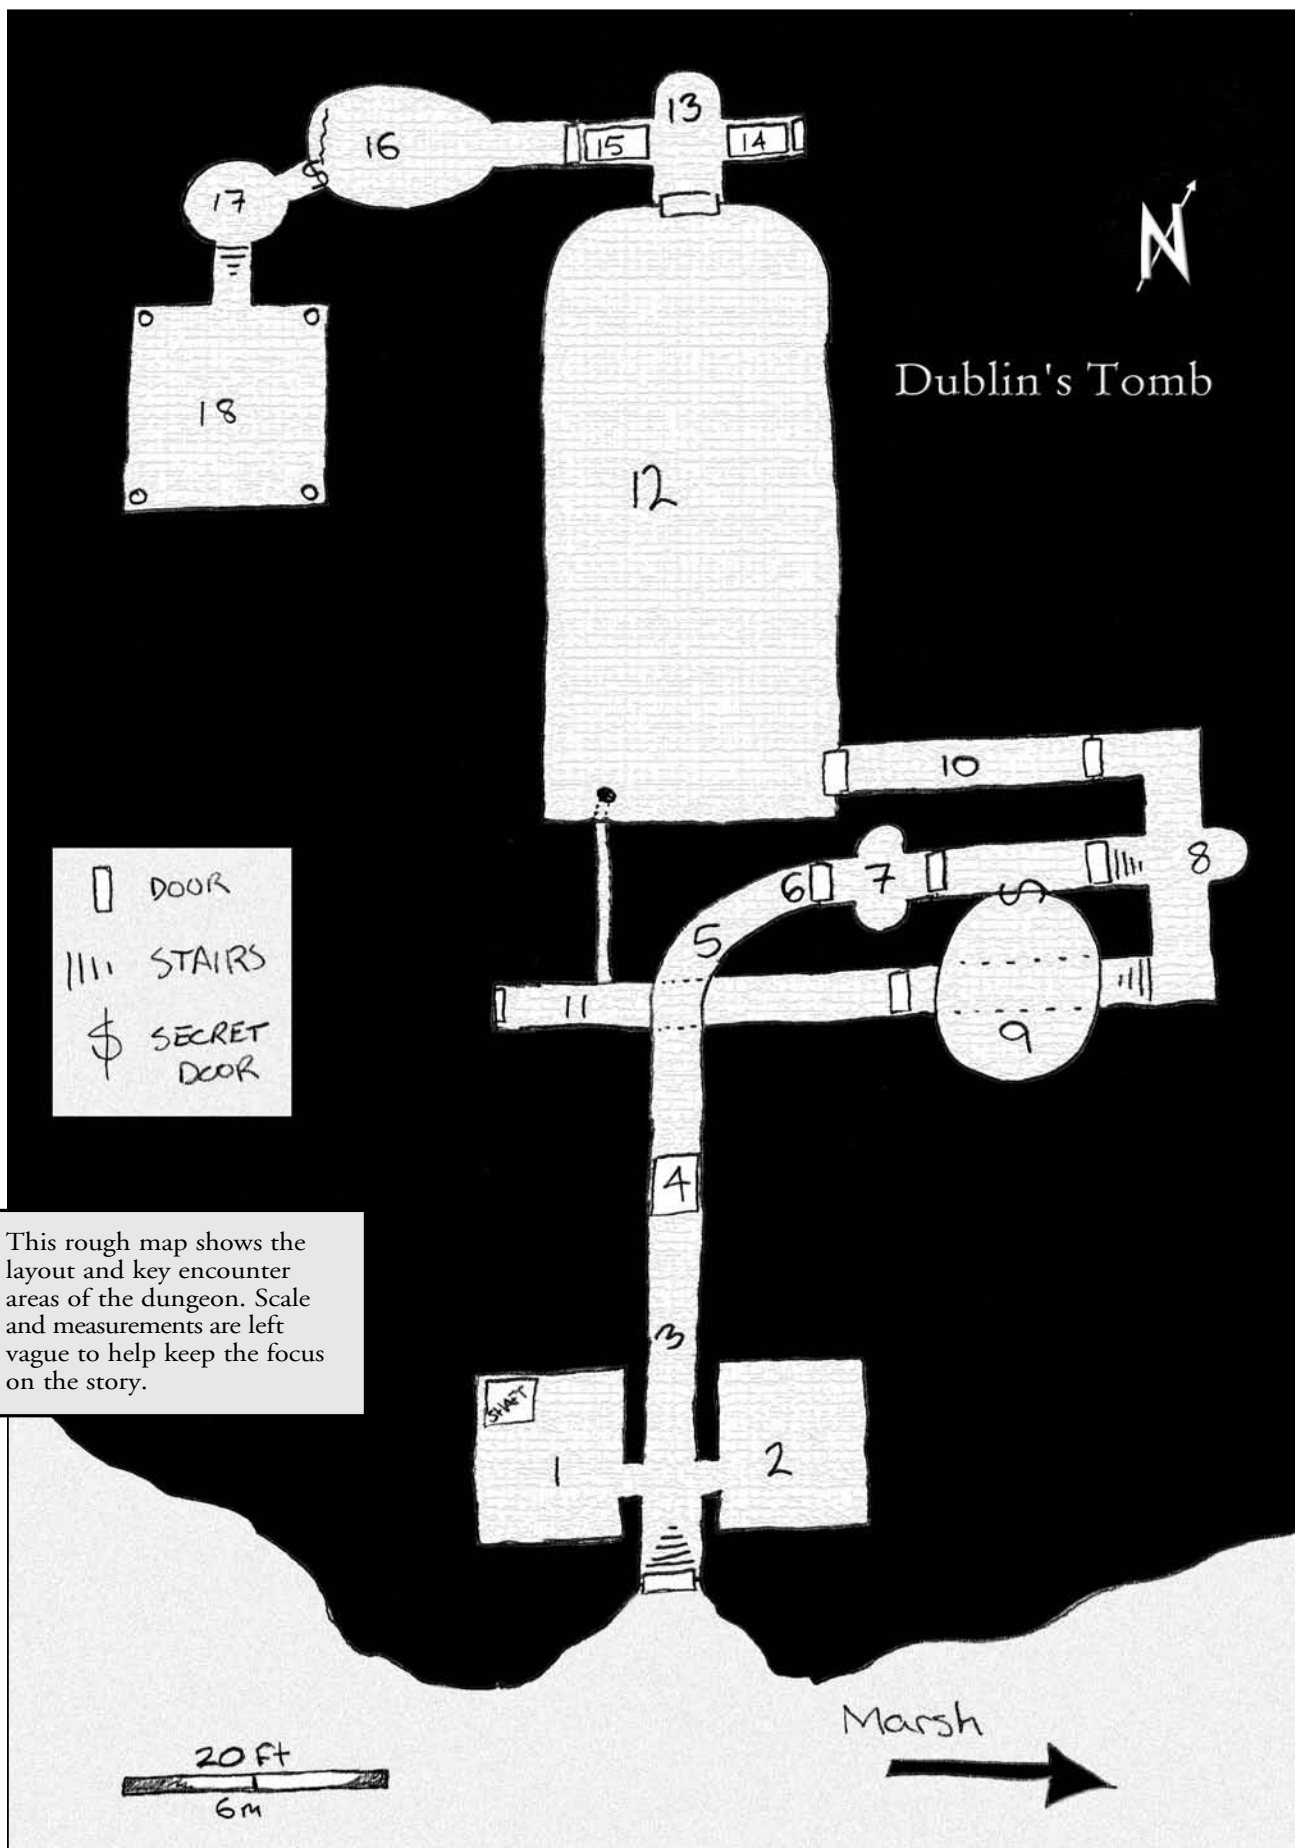 13
16
15
14
17
N
Dublin's Tomb
18
12
10
DOOR
STAIRS
SECRET
DOOR
8
6
7
5
11
9
4
This rough map shows the
layout and key encounter
areas of the dungeon. Scale
and measurements are left
vague to help keep the focus
on the story.
3
SHAFT
1
2
Marsh
20 Ft
6m
S
$
$